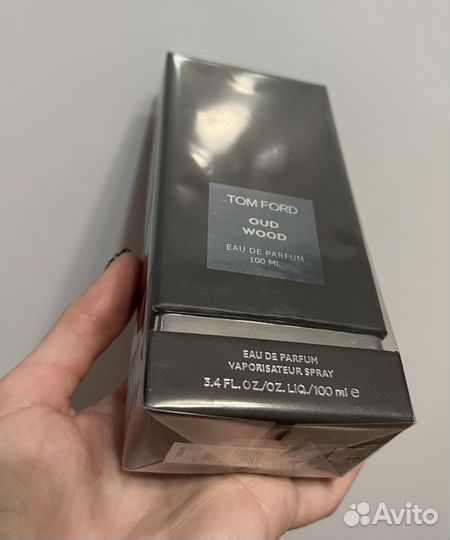 TOM FORD
OUD
WOOD
EAU DE PARFUM
100 ML
EAU DE PARFUM
VAPORISATEUR SPRAY
3.4 FL. OZ./OZ. LIQ./100 ml e
Avito